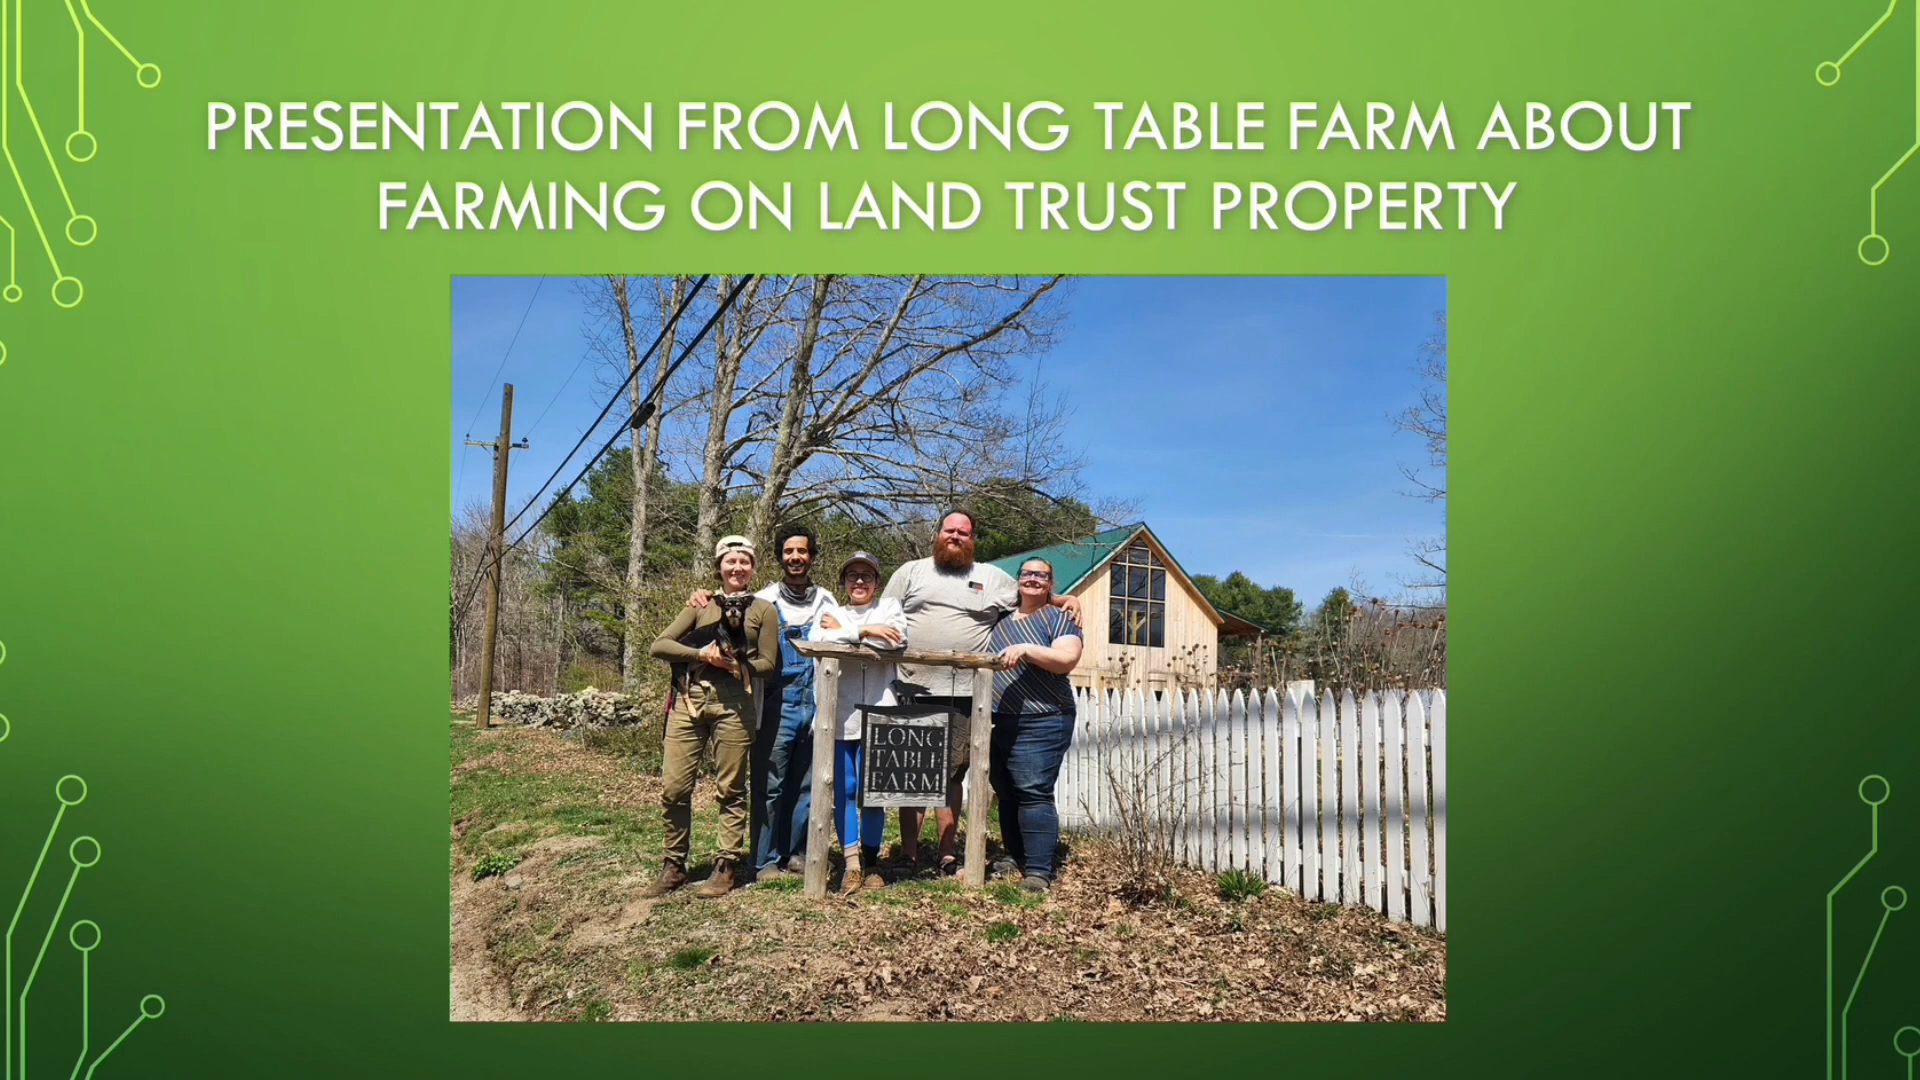 PRESENTATION FROM LONG TABLE FARM ABOUT
FARMING ON LAND TRUST PROPERTY
LONG
TABLE
FARM